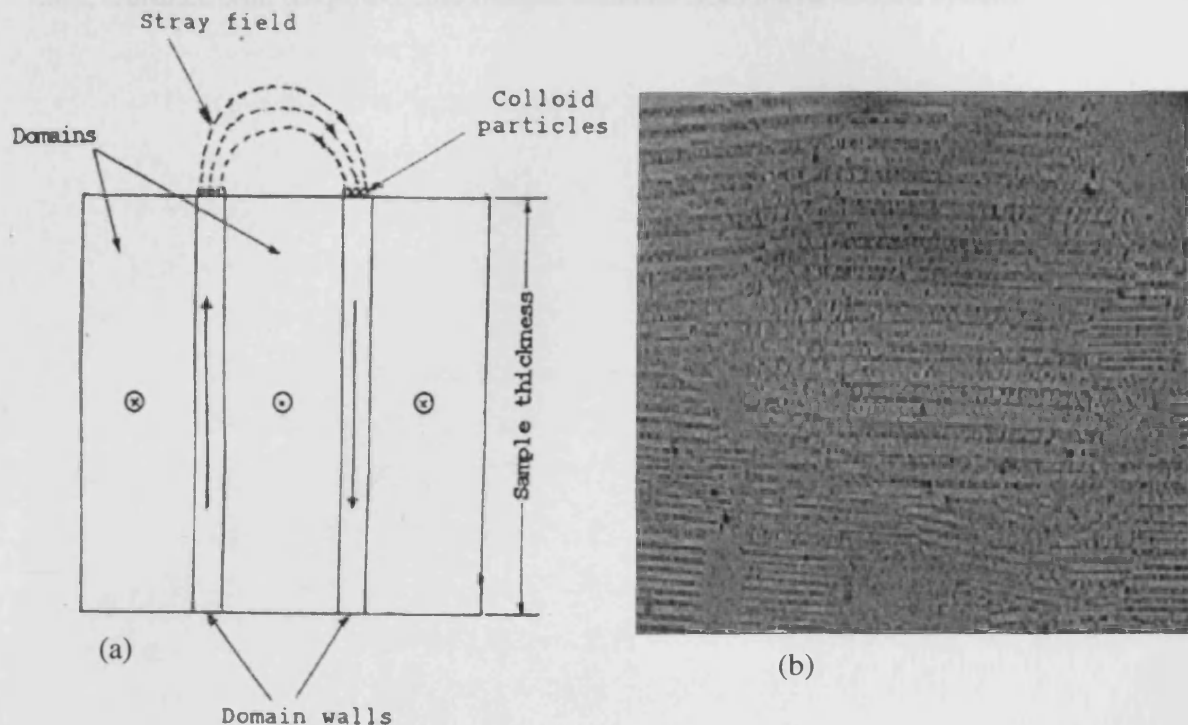 Stray field
Colloid
particles
Domains
Sample thickness
(a)
(b)
Domain walls